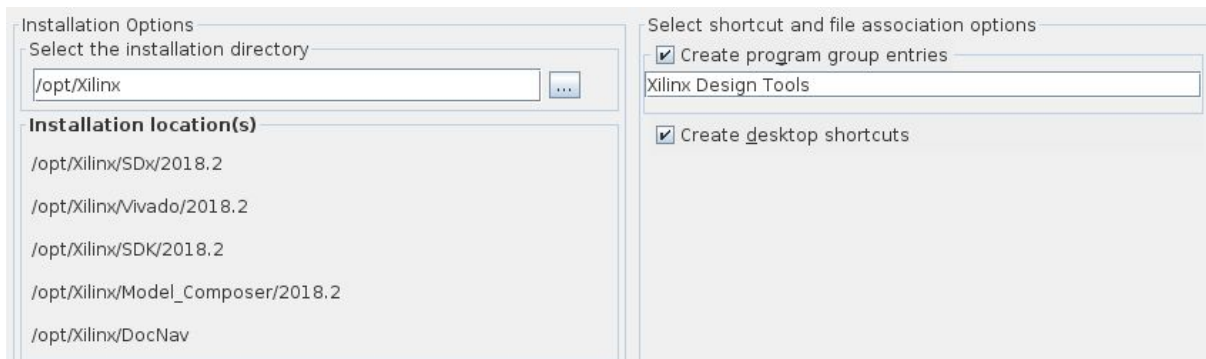 Installation Options
Select the installation directory
/opt/Xilinx
...
Installation location(s)
/opt/Xilinx/SDx/2018.2
/opt/Xilinx/Vivado/2018.2
/opt/Xilinx/SDK/2018.2
/opt/Xilinx/Model_Composer/2018.2
/opt/Xilinx/DocNav
Select shortcut and file association options
Create program group entries
Xilinx Design Tools
Create desktop shortcuts